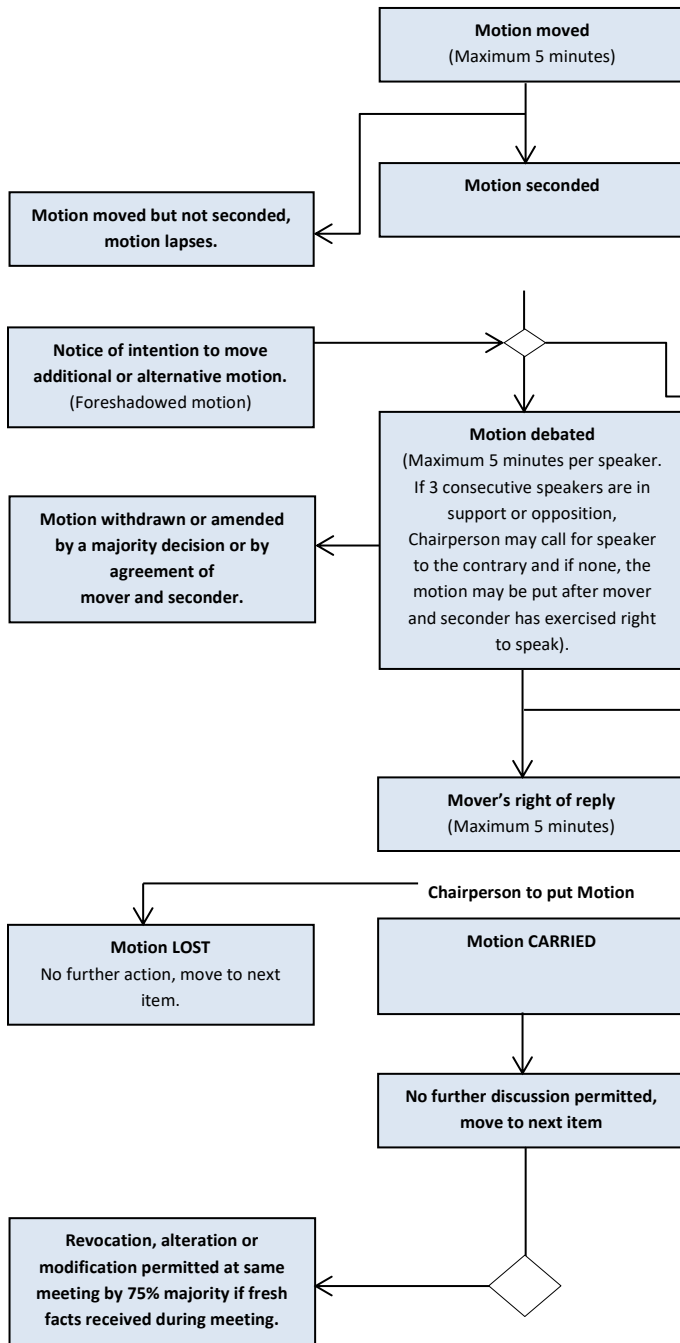 Motion moved
(Maximum 5 minutes)
Motion seconded
Motion moved but not seconded,
motion lapses.
Notice of intention to move
additional or alternative motion.
(Foreshadowed motion)
Motion debated
(Maximum 5 minutes per speaker.
If 3 consecutive speakers are in
support or opposition,
Chairperson may call for speaker
to the contrary and if none, the
motion may be put after mover
and seconder has exercised right
to speak).
Motion withdrawn or amended
by a majority decision or by
agreement of
mover and seconder.
Mover’s right of reply
(Maximum 5 minutes)
Chairperson to put Motion
Motion LOST
No further action, move to next
item.
Motion CARRIED
No further discussion permitted,
move to next item
Revocation, alteration or
modification permitted at same
meeting by 75% majority if fresh
facts received during meeting.